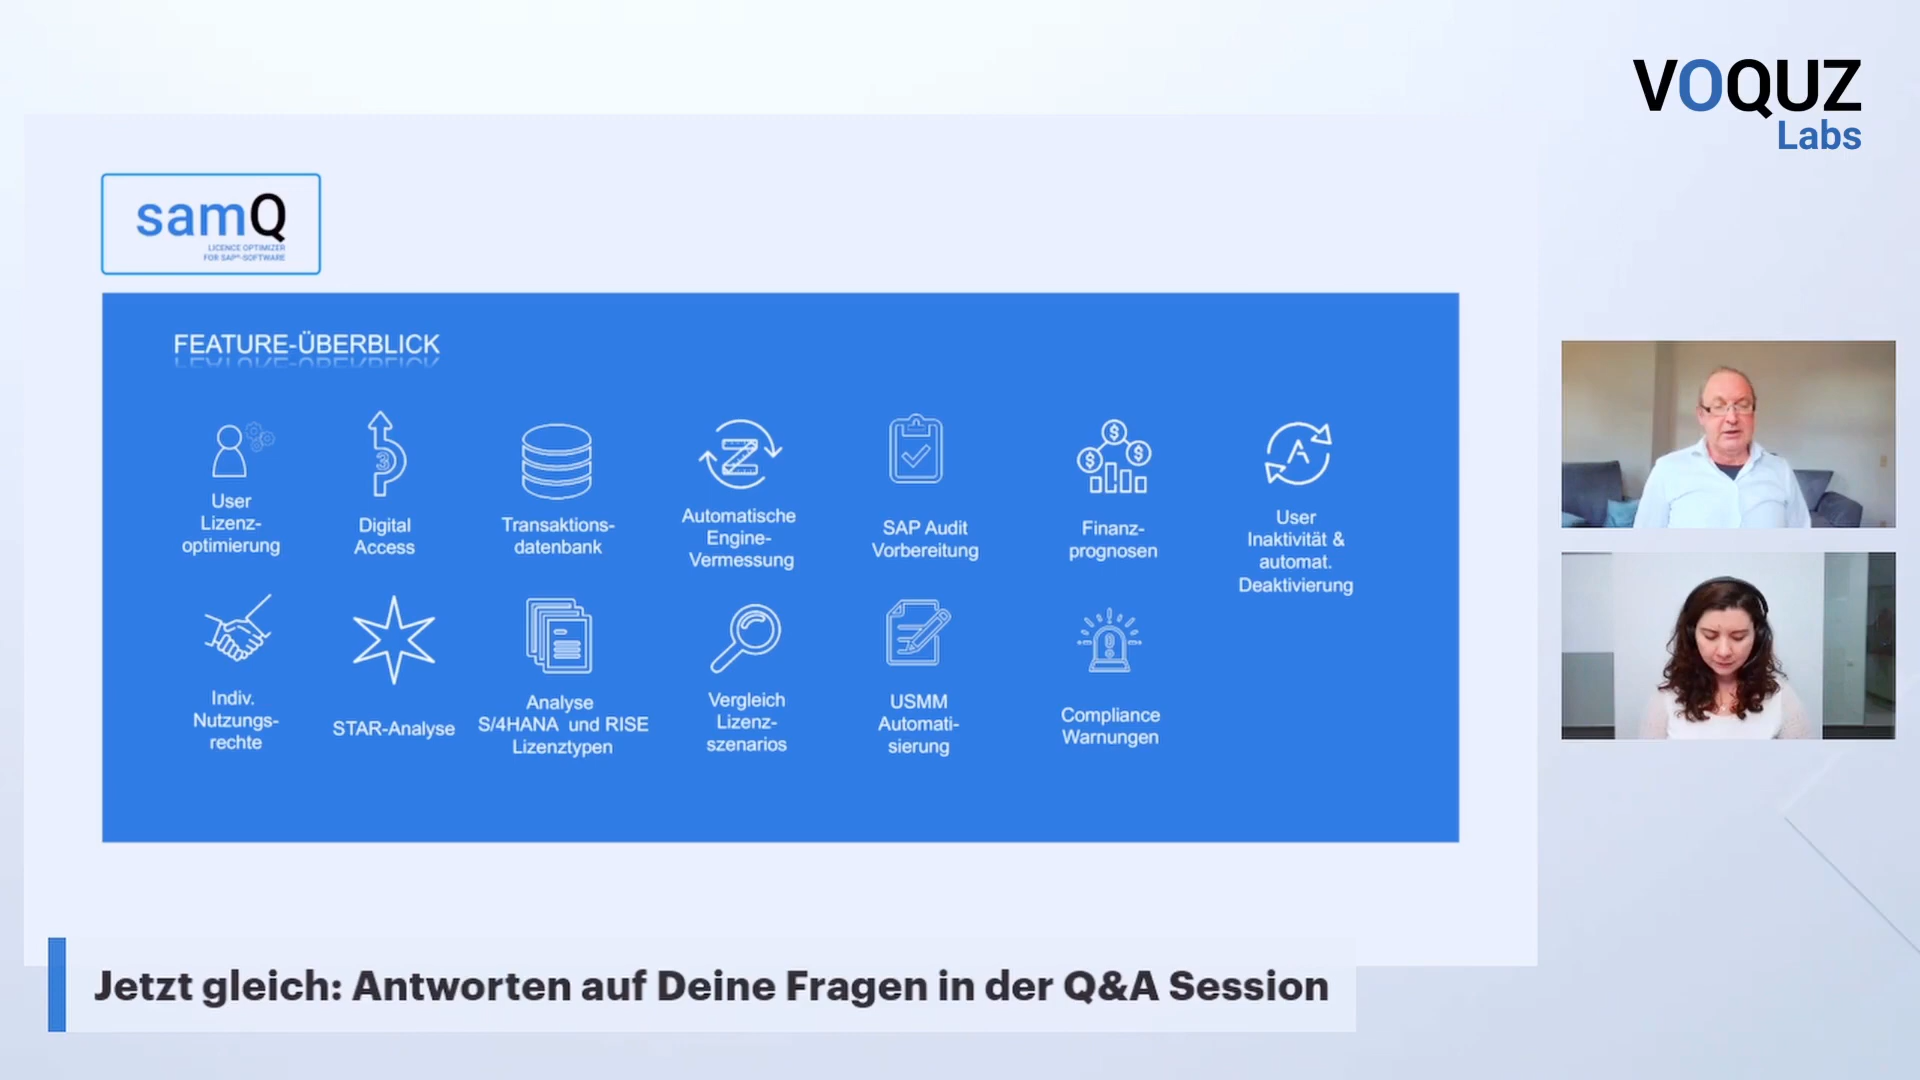 VOQUZ
Labs
samQ
LICENCE OPTIMIZER
FOR SAP®-SOFTWARE
FEATURE-ÜBERBLICK
User
Lizenz-
optimierung
3
Digital
Access
Transaktions-
datenbank
Automatische
Engine-
Vermessung
SAP Audit
Vorbereitung
$
$
$
Finanz-
prognosen
A
User
Inaktivität &
automat.
Deaktivierung
Indiv.
Nutzungs-
rechte
STAR-Analyse
Analyse
S/4HANA und RISE
Lizenztypen
Vergleich
Lizenz-
szenarios
USMM
Automati-
sierung
Compliance
Warnungen
Jetzt gleich: Antworten auf Deine Fragen in der Q&A Session